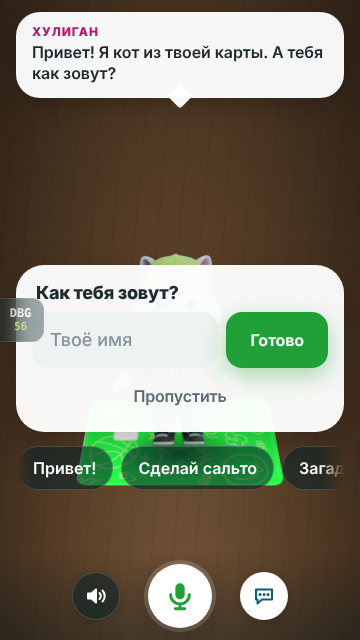 ХУЛИГАН
Привет! Я кот из твоей карты. А тебя
как зовут?
Как тебя зовут?
DBG
56
Твоё имя
Готово
Пропустить
Привет!
Сделай сальто
Загад